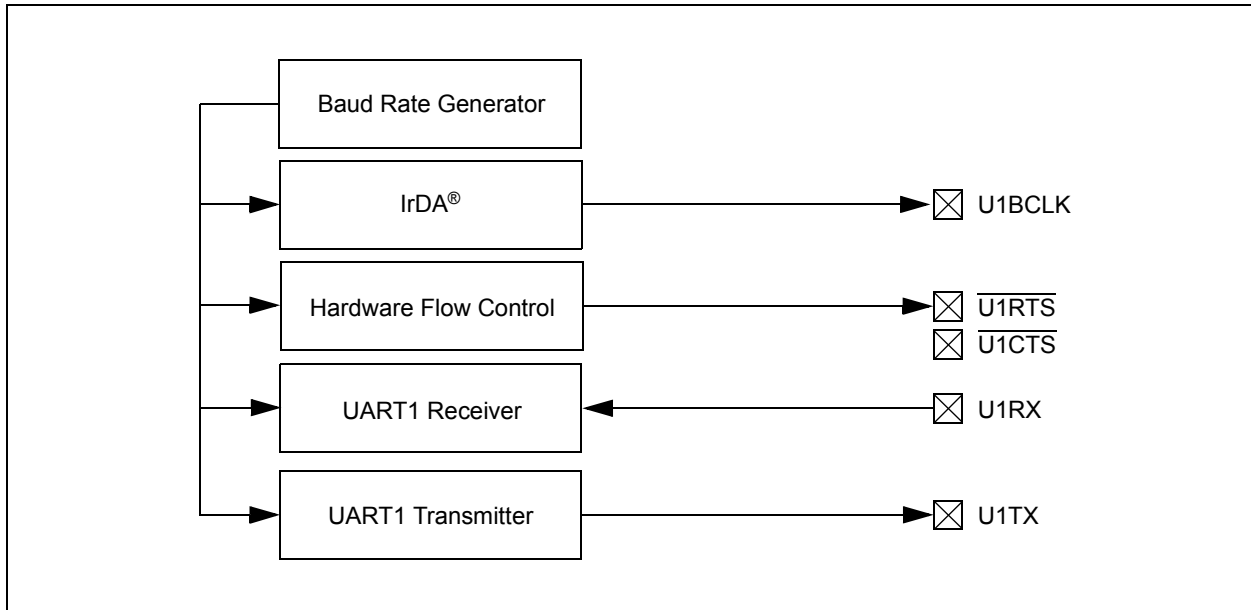 Baud Rate Generator
IrDA®
U1BCLK
Hardware Flow Control
U1RTS
U1CTS
UART1 Receiver
U1RX
UART1 Transmitter
U1TX